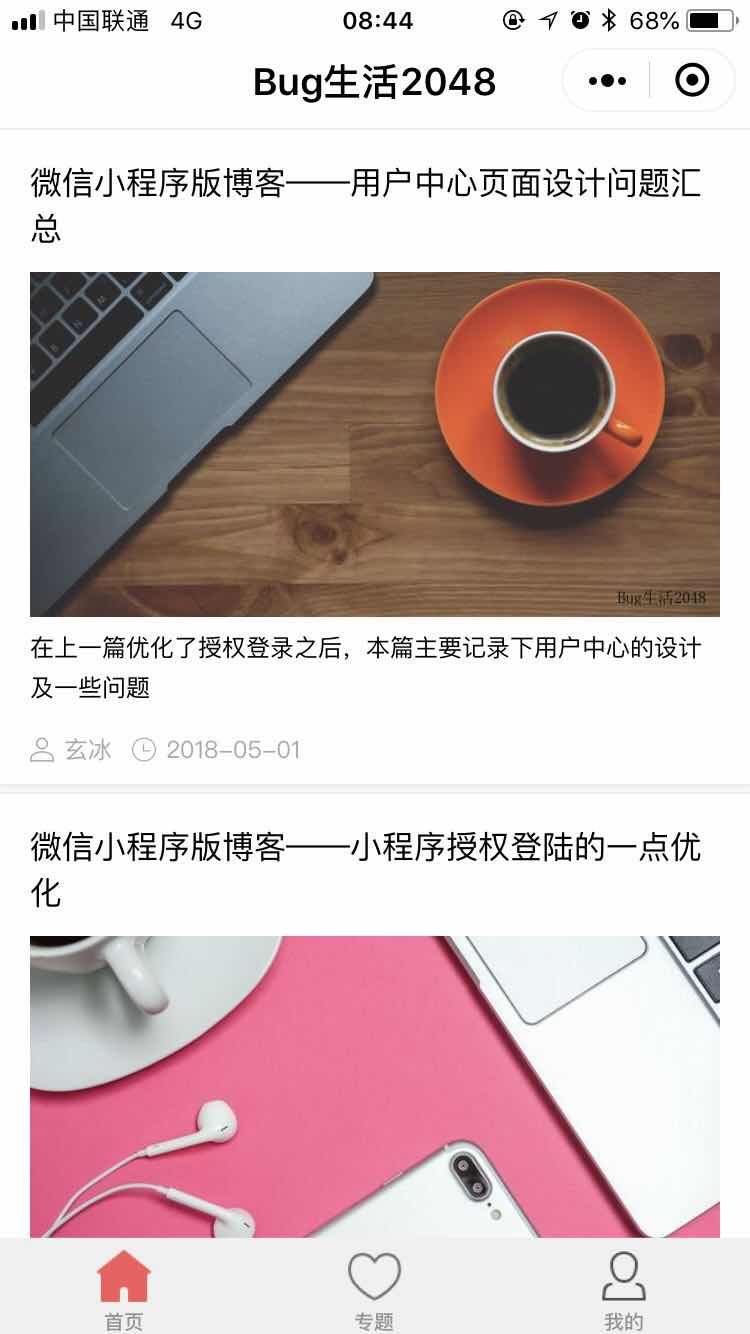 中国联通 4G 08:44 68%
Bug生活2048
微信小程序版博客——用户中心页面设计问题汇
总
Bug生活2048
在上一篇优化了授权登录之后，本篇主要记录下用户中心的设计
及一些问题
玄冰 2018-05-01
微信小程序版博客——小程序授权登陆的一点优
化
首页 专题 我的